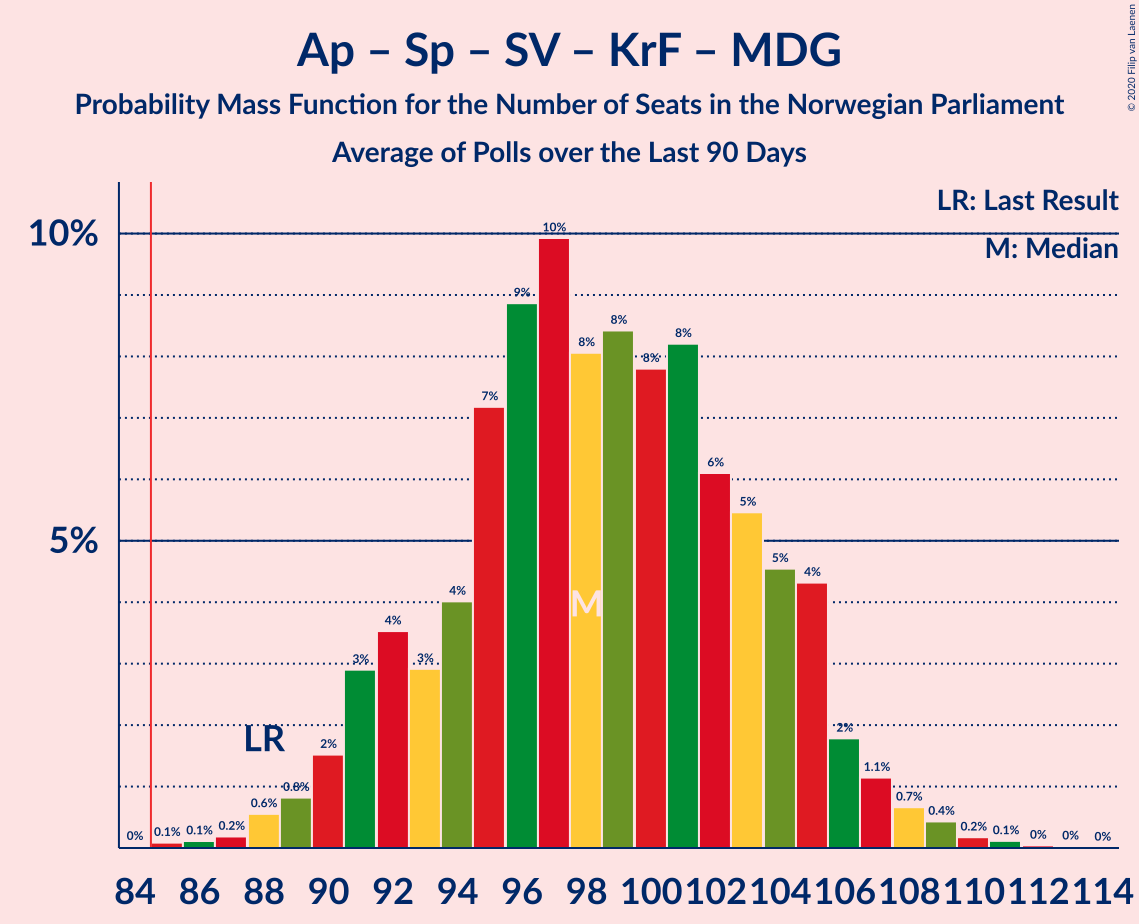 © 2020 Filip van Laenen
Ap – Sp – SV – KrF – MDG
Probability Mass Function for the Number of Seats in the Norwegian Parliament
Average of Polls over the Last 90 Days
LR: Last Result
M: Median
10%
5%
0% 0.1% 0.1% 0.2% 0.6% 0.8% 2% 3% 4% 3% 4% 7% 9% 10% 8% 8% 8% 8% 6% 5% 5% 4% 2% 1.1% 0.7% 0.4% 0.2% 0.1% 0% 0% 0%
M
LR
84 86 88 90 92 94 96 98 100 102 104 106 108 110 112 114